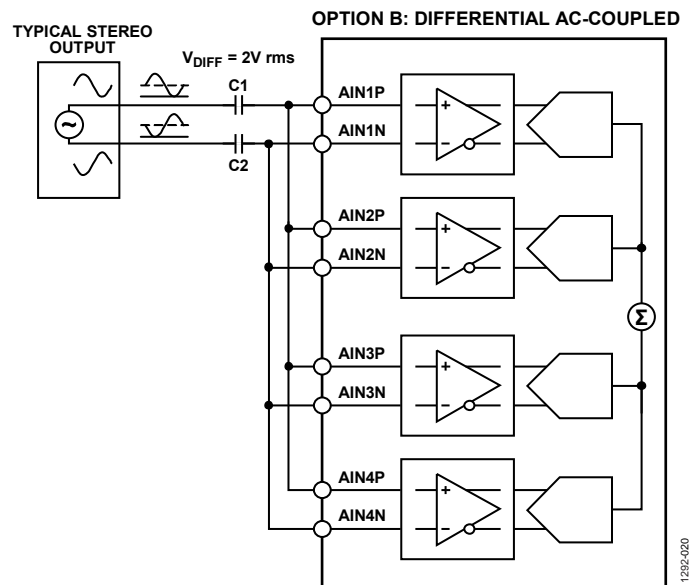 OPTION B: DIFFERENTIAL AC-COUPLED
TYPICAL STEREO
OUTPUT
VDIFF = 2V rms
C1
C2
~
AIN1P
+
AIN1N
–
AIN2P
+
AIN2N
–
Σ
AIN3P
+
AIN3N
–
AIN4P
+
AIN4N
–
1292-020